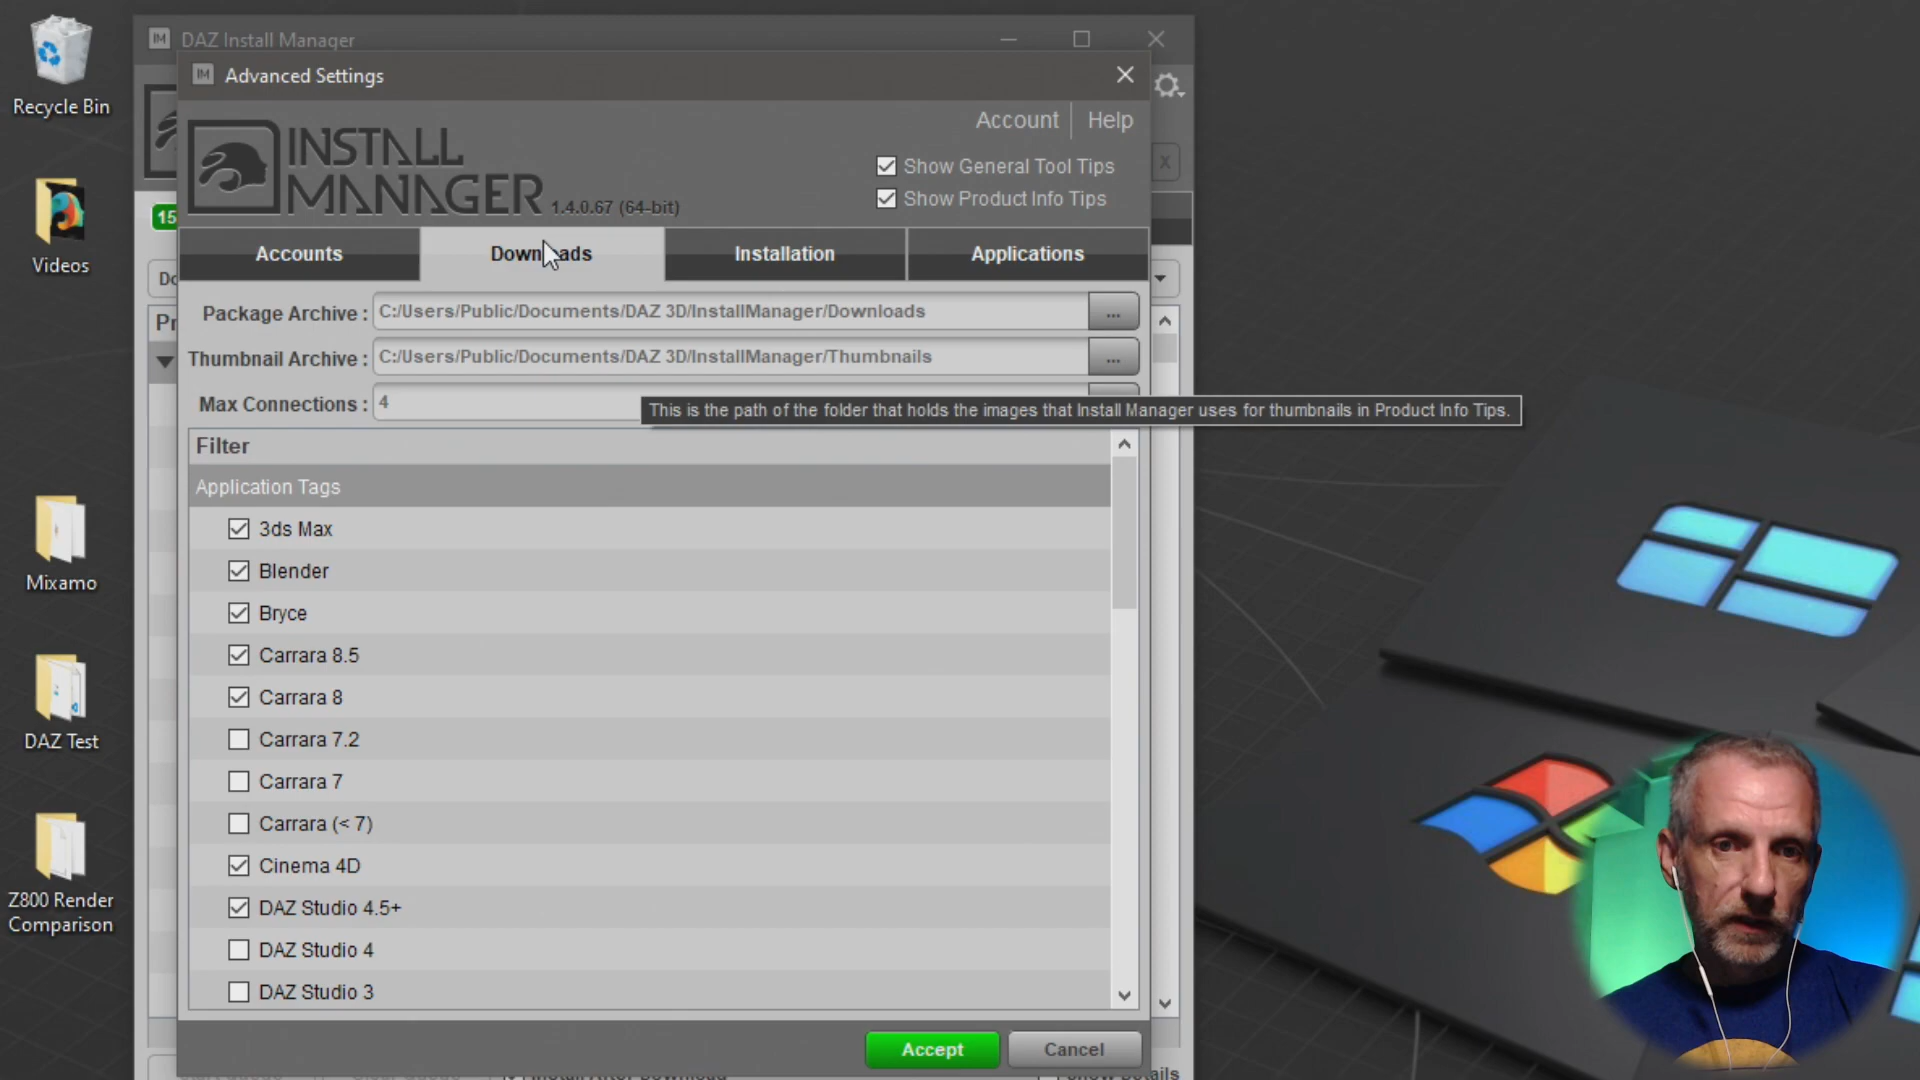 DAZ Install Manager
Advanced Settings
Account Help
Show General Tool Tips
Show Product Info Tips
INSTALL
MANAGER 1.4.0.67 (64-bit)
15
Accounts Downloads Installation Applications
Do
Package Archive : C:/Users/Public/Documents/DAZ 3D/InstallManager/Downloads ...
Pr
Thumbnail Archive : C:/Users/Public/Documents/DAZ 3D/InstallManager/Thumbnails ...
Max Connections : 4
This is the path of the folder that holds the images that Install Manager uses for thumbnails in Product Info Tips.
Filter
Application Tags
3ds Max
Blender
Bryce
Carrara 8.5
Carrara 8
Carrara 7.2
Carrara 7
Carrara (< 7)
Cinema 4D
DAZ Studio 4.5+
DAZ Studio 4
DAZ Studio 3
Accept Cancel
Recycle Bin
Videos
Mixamo
DAZ Test
Z800 Render
Comparison